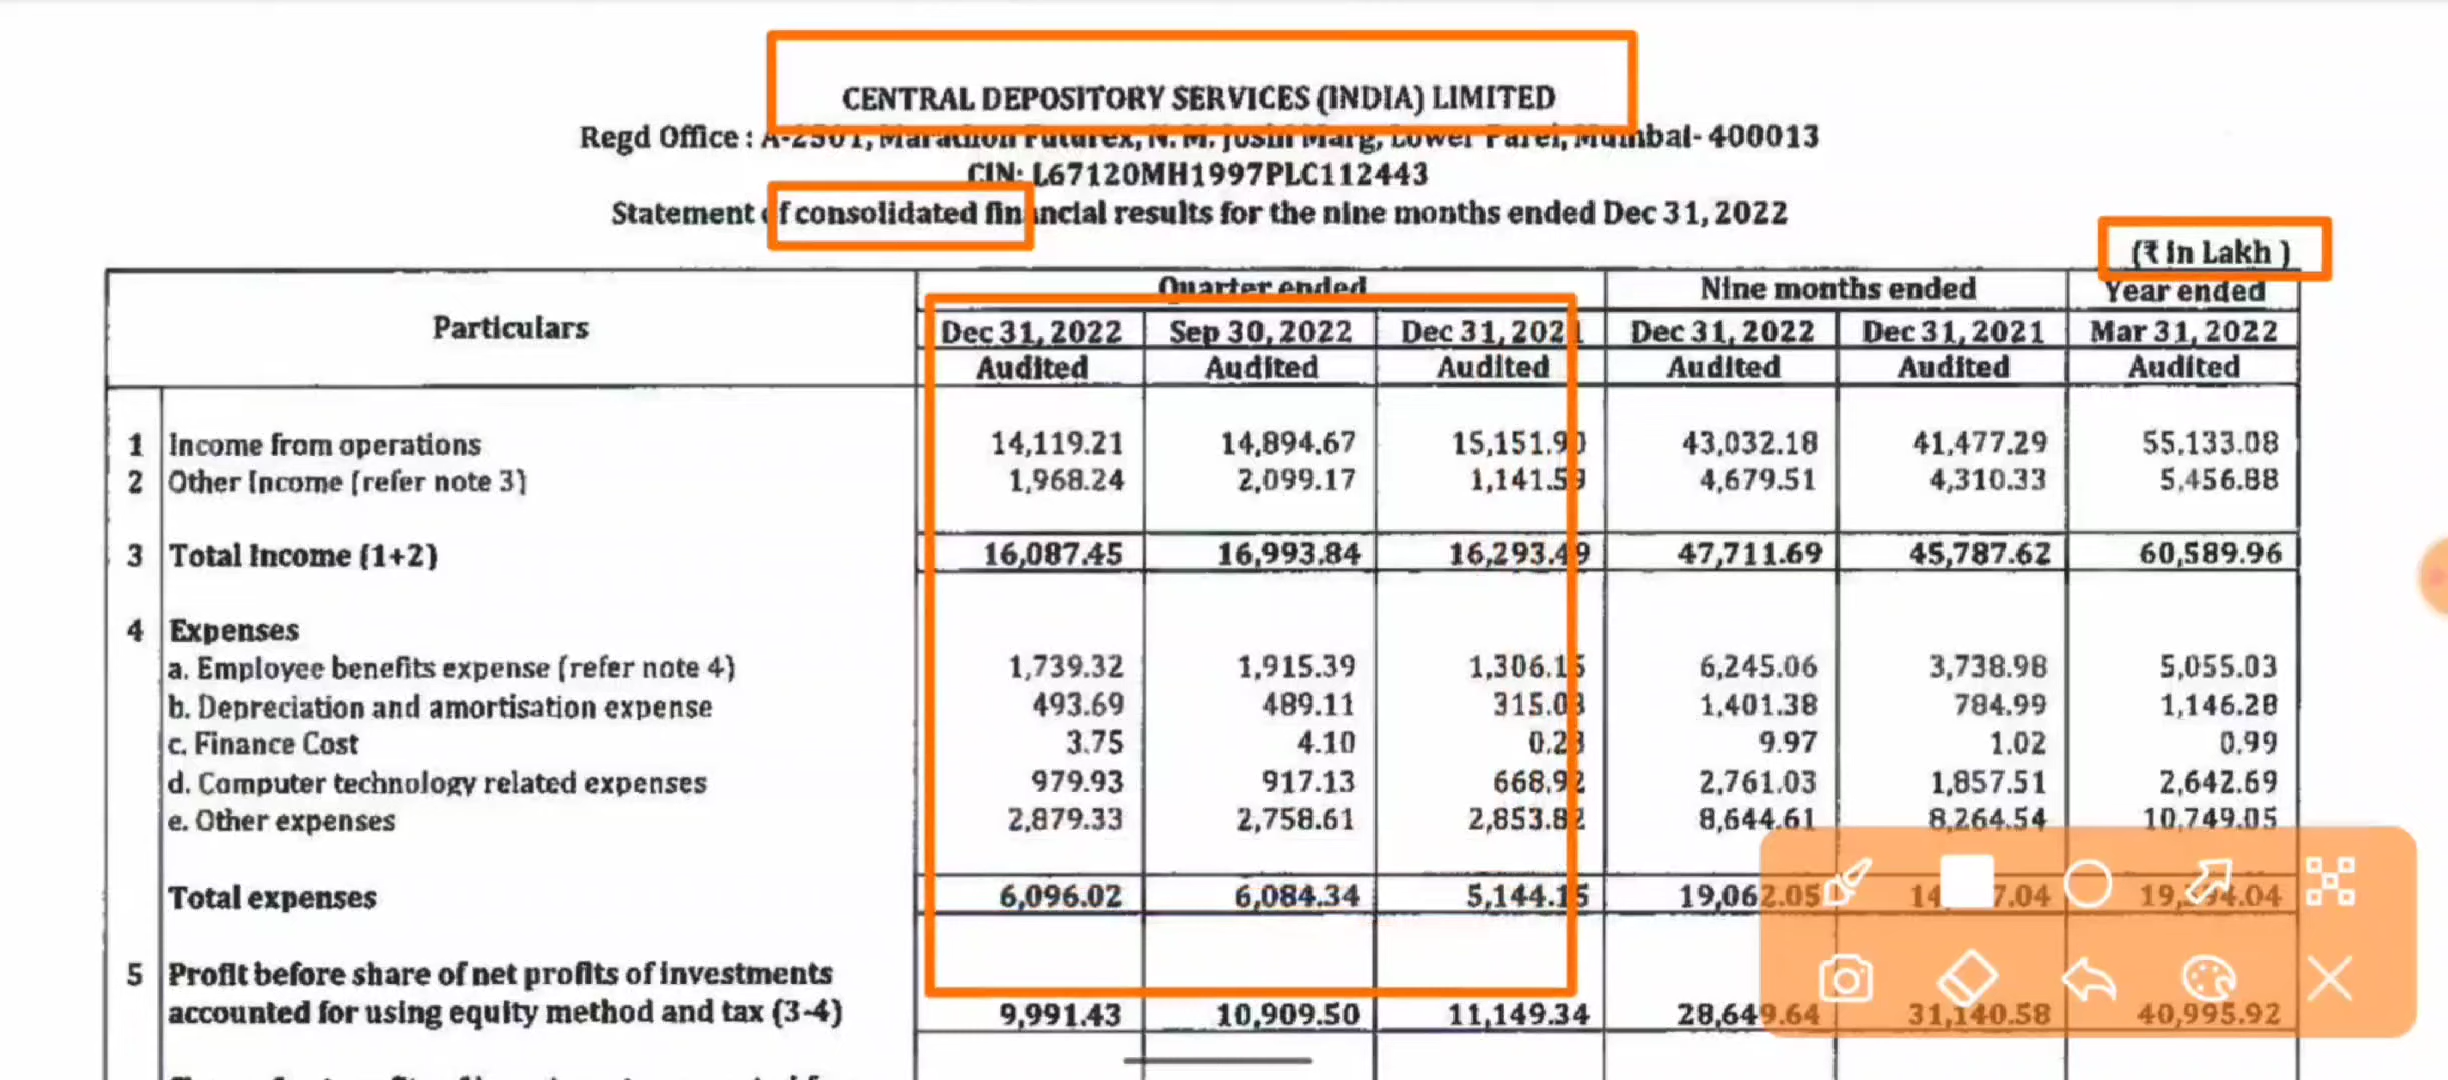 CENTRAL DEPOSITORY SERVICES (INDIA) LIMITED
Regd Office : A-2501, Marathon Futurex, N. M. Joshi Marg, Lower Parel, Mumbai- 400013
CIN: L67120MH1997PLC112443
Statement of consolidated financial results for the nine months ended Dec 31, 2022
(₹ in Lakh )
Particulars Quarter ended Nine months ended Year ended
Dec 31, 2022 Sep 30, 2022 Dec 31, 2021 Dec 31, 2022 Dec 31, 2021 Mar 31, 2022
Audited Audited Audited Audited Audited Audited
1 Income from operations 14,119.21 14,894.67 15,151.90 43,032.18 41,477.29 55,133.08
2 Other Income (refer note 3) 1,968.24 2,099.17 1,141.59 4,679.51 4,310.33 5,456.88
3 Total Income (1+2) 16,087.45 16,993.84 16,293.49 47,711.69 45,787.62 60,589.96
4 Expenses
a. Employee benefits expense (refer note 4) 1,739.32 1,915.39 1,306.15 6,245.06 3,738.98 5,055.03
b. Depreciation and amortisation expense 493.69 489.11 315.03 1,401.38 784.99 1,146.28
c. Finance Cost 3.75 4.10 0.23 9.97 1.02 0.99
d. Computer technology related expenses 979.93 917.13 668.92 2,761.03 1,857.51 2,642.69
e. Other expenses 2,879.33 2,758.61 2,853.82 8,644.61 8,264.54 10,749.05
Total expenses 6,096.02 6,084.34 5,144.15 19,062.05
5 Profit before share of net profits of investments
accounted for using equity method and tax (3-4) 9,991.43 10,909.50 11,149.34 28,649.64 31,140.58 40,995.92